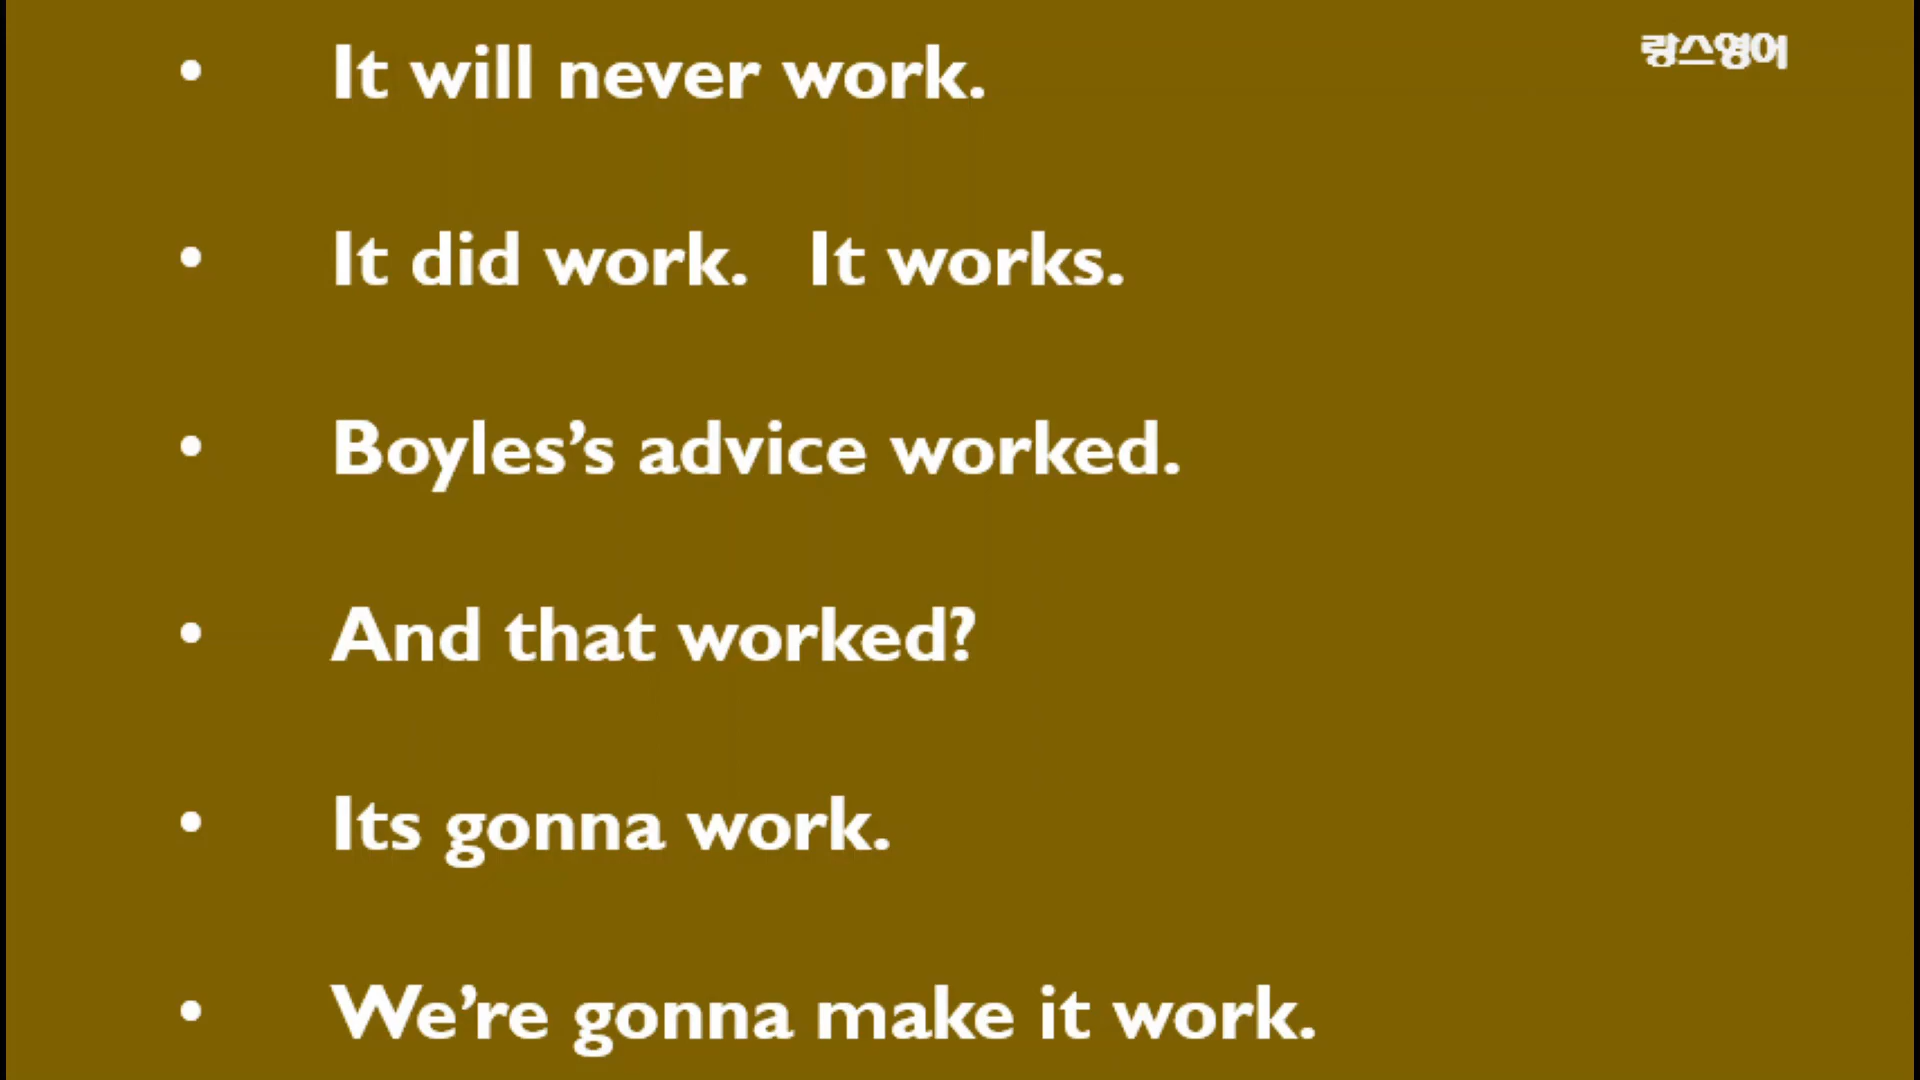 랑스영어
• It will never work.
• It did work. It works.
• Boyles’s advice worked.
• And that worked?
• Its gonna work.
• We’re gonna make it work.